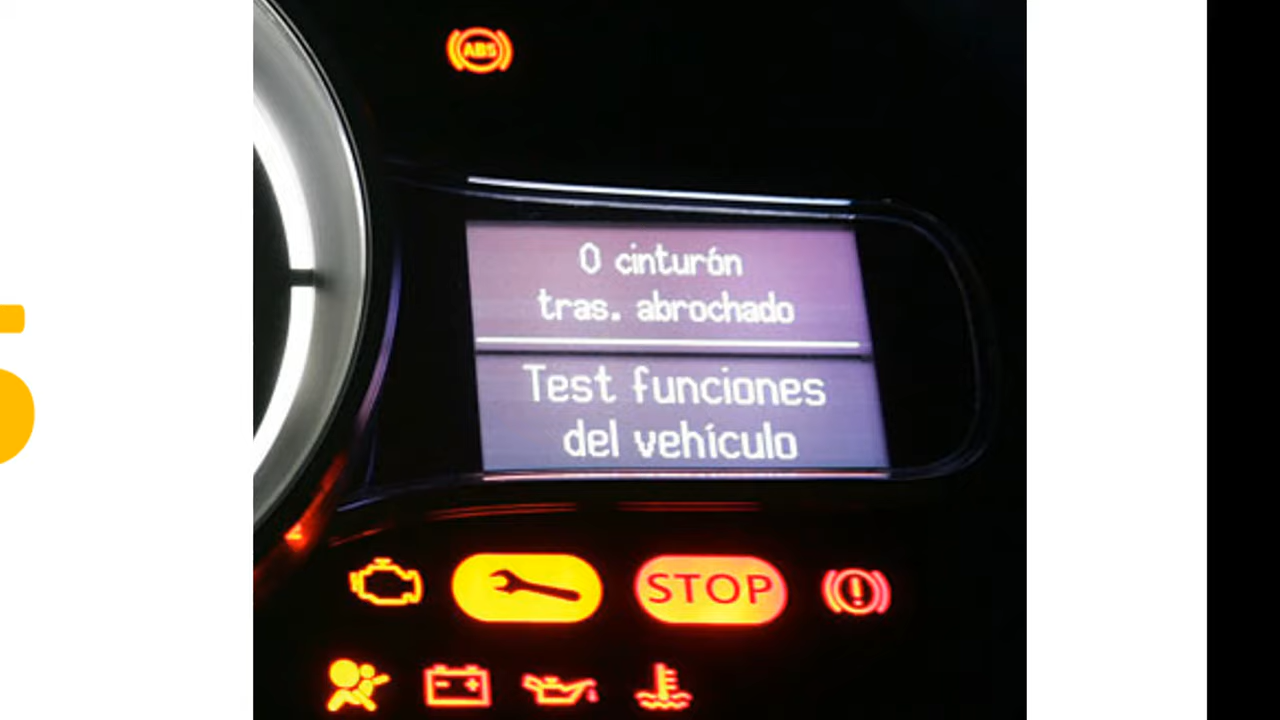 ABS
0 cinturón
tras. abrochado
Test funciones
del vehículo
STOP